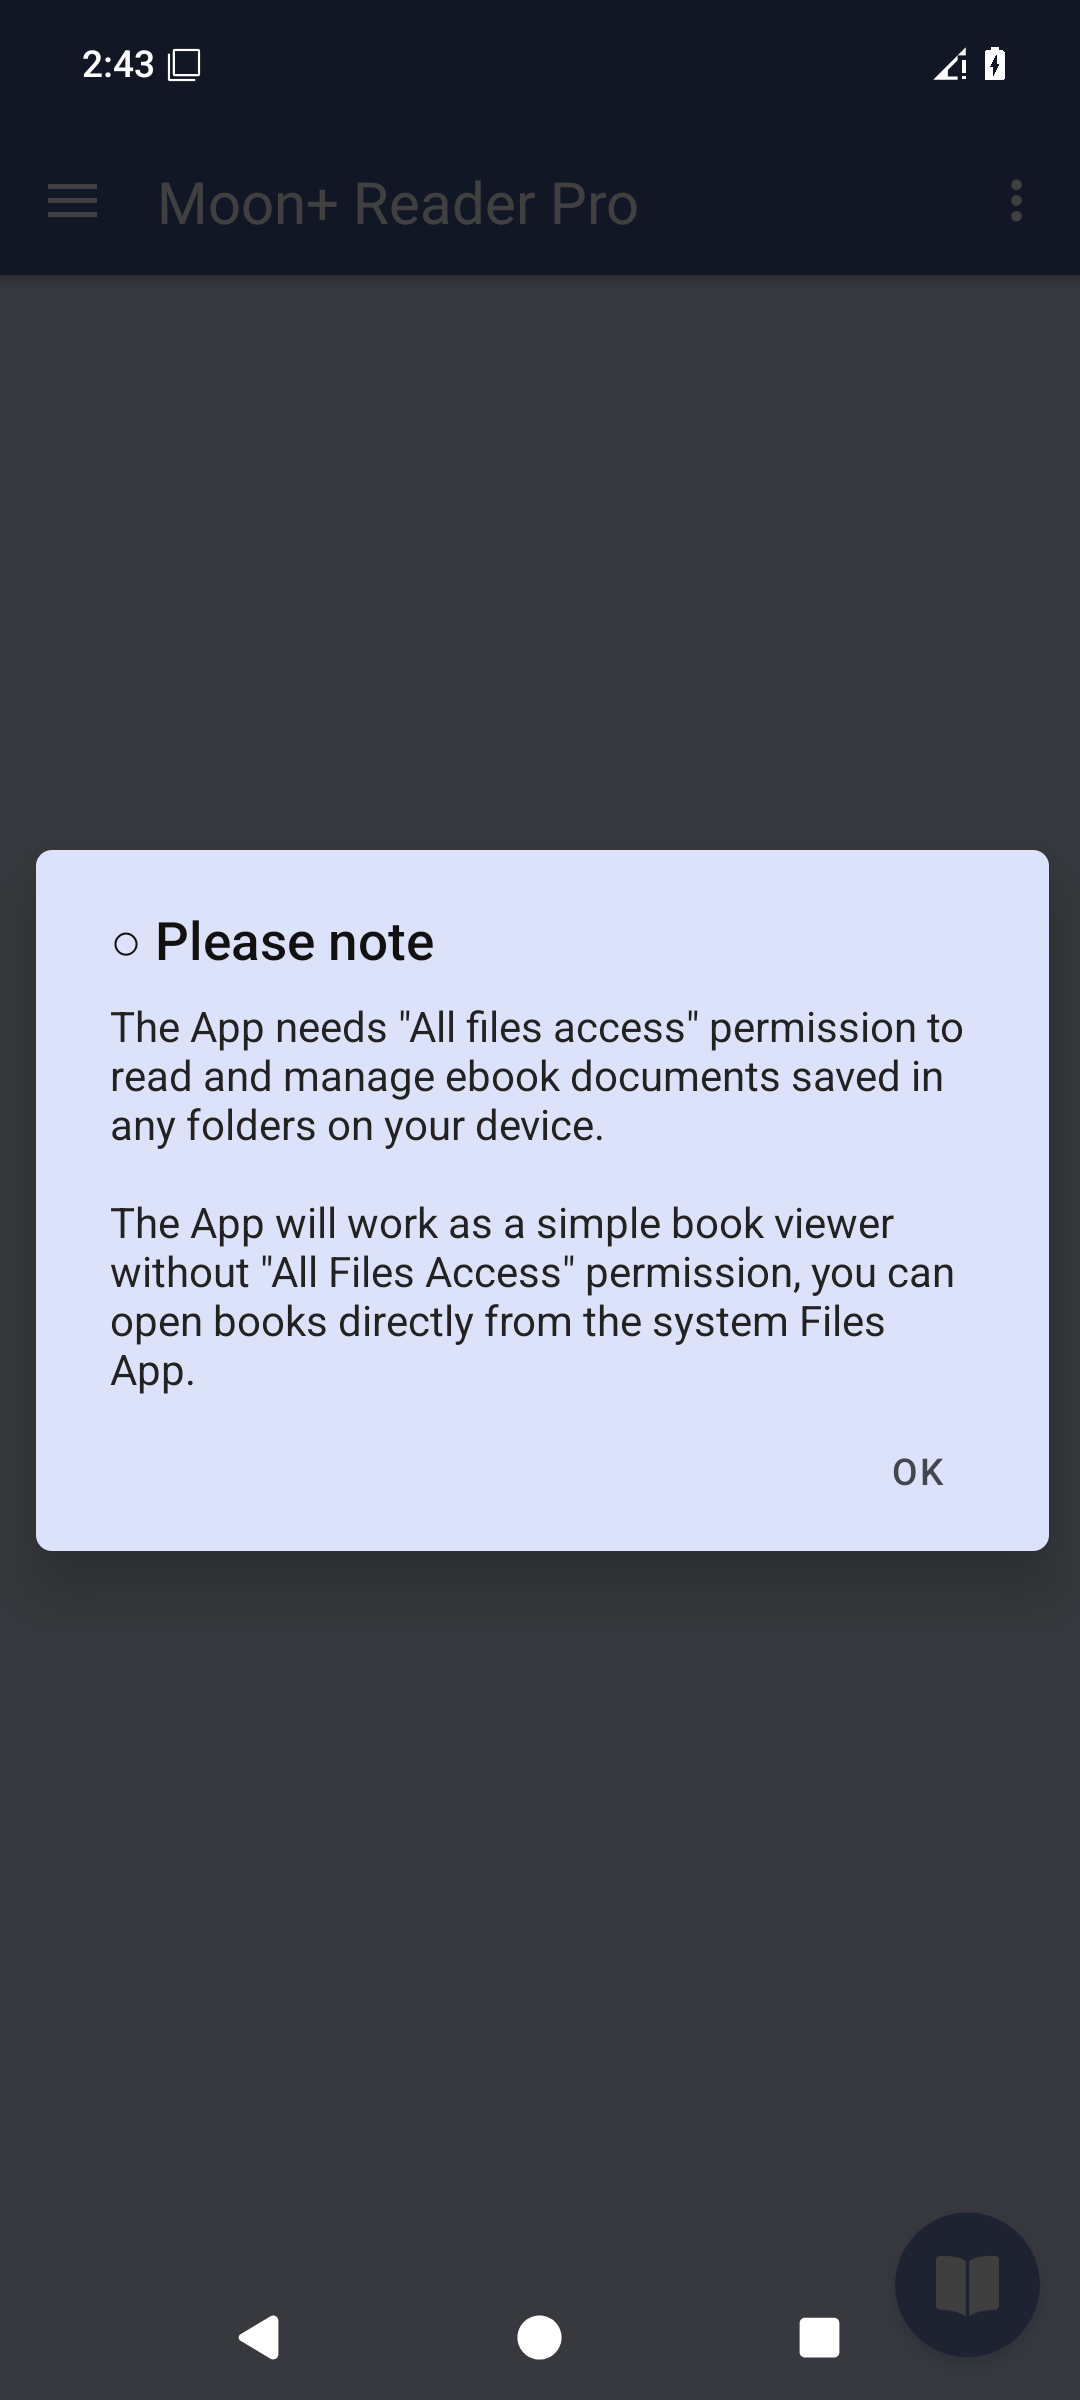 2:43
Moon+ Reader Pro
○ Please note
The App needs "All files access" permission to
read and manage ebook documents saved in
any folders on your device.
The App will work as a simple book viewer
without "All Files Access" permission, you can
open books directly from the system Files
App.
OK